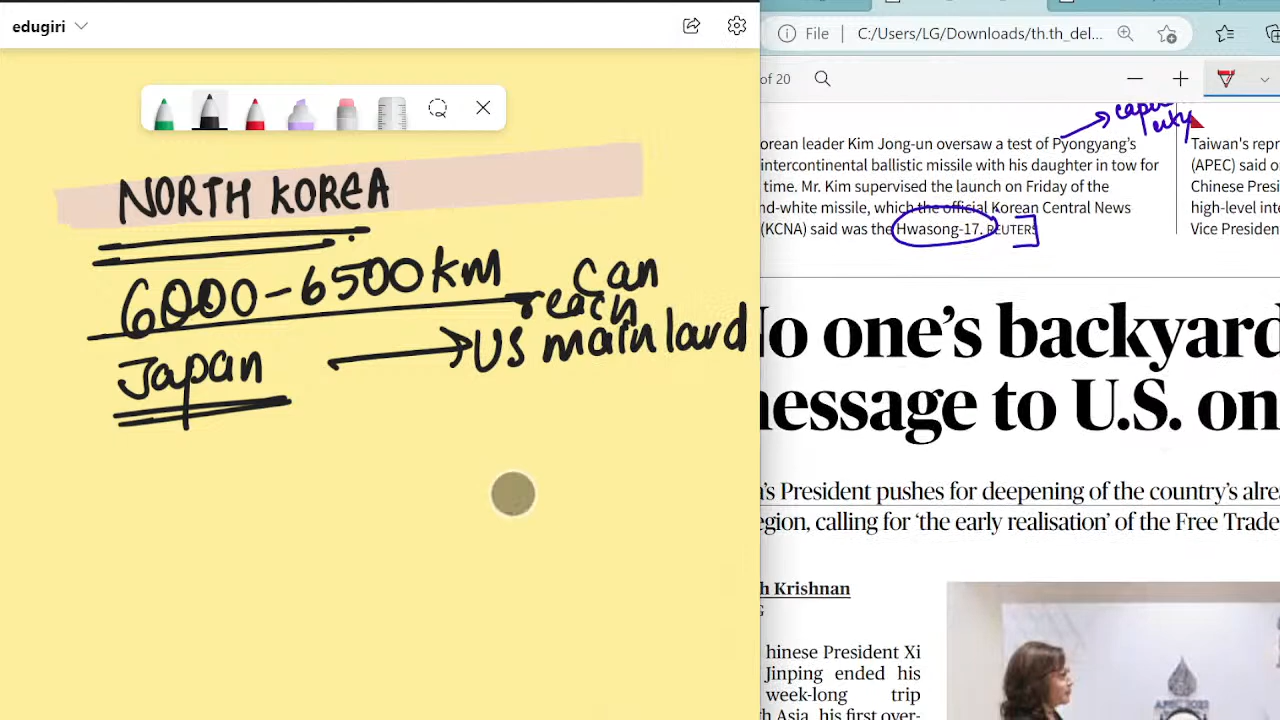 edugiri
NORTH KOREA
6000-6500km
can
reach
Japan
US mainlard
File
C:/Users/LG/Downloads/th.th_del...
of 20
capi
city
orean leader Kim Jong-un oversaw a test of Pyongyang's
intercontinental ballistic missile with his daughter in tow for
time. Mr. Kim supervised the launch on Friday of the
nd-white missile, which the official Korean Central News
(KCNA) said was the Hwasong-17. REUTERS
Taiwan's repr
(APEC) said o
Chinese Presi
high-level inte
Vice Presiden
No one's backyard
nessage to U.S. on
a's President pushes for deepening of the country's alre
egion, calling for 'the early realisation' of the Free Trade
h Krishnan
G
hinese President Xi
Jinping ended his
week-long trip
h Asia, his first over-